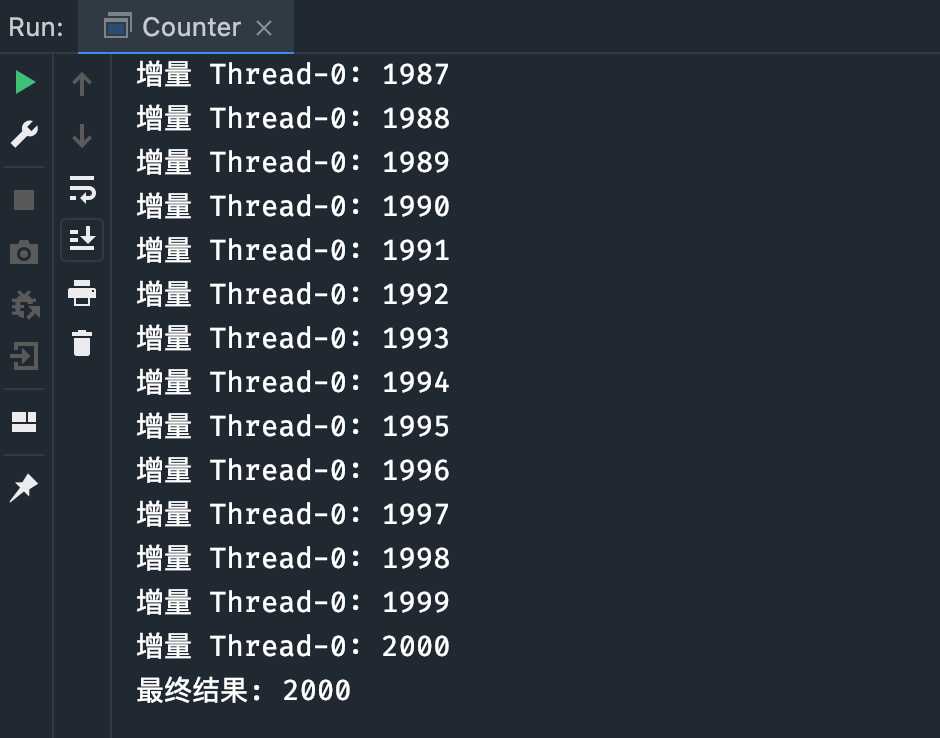 Run: Counter
增量 Thread-0: 1987
增量 Thread-0: 1988
增量 Thread-0: 1989
增量 Thread-0: 1990
增量 Thread-0: 1991
增量 Thread-0: 1992
增量 Thread-0: 1993
增量 Thread-0: 1994
增量 Thread-0: 1995
增量 Thread-0: 1996
增量 Thread-0: 1997
增量 Thread-0: 1998
增量 Thread-0: 1999
增量 Thread-0: 2000
最终结果: 2000